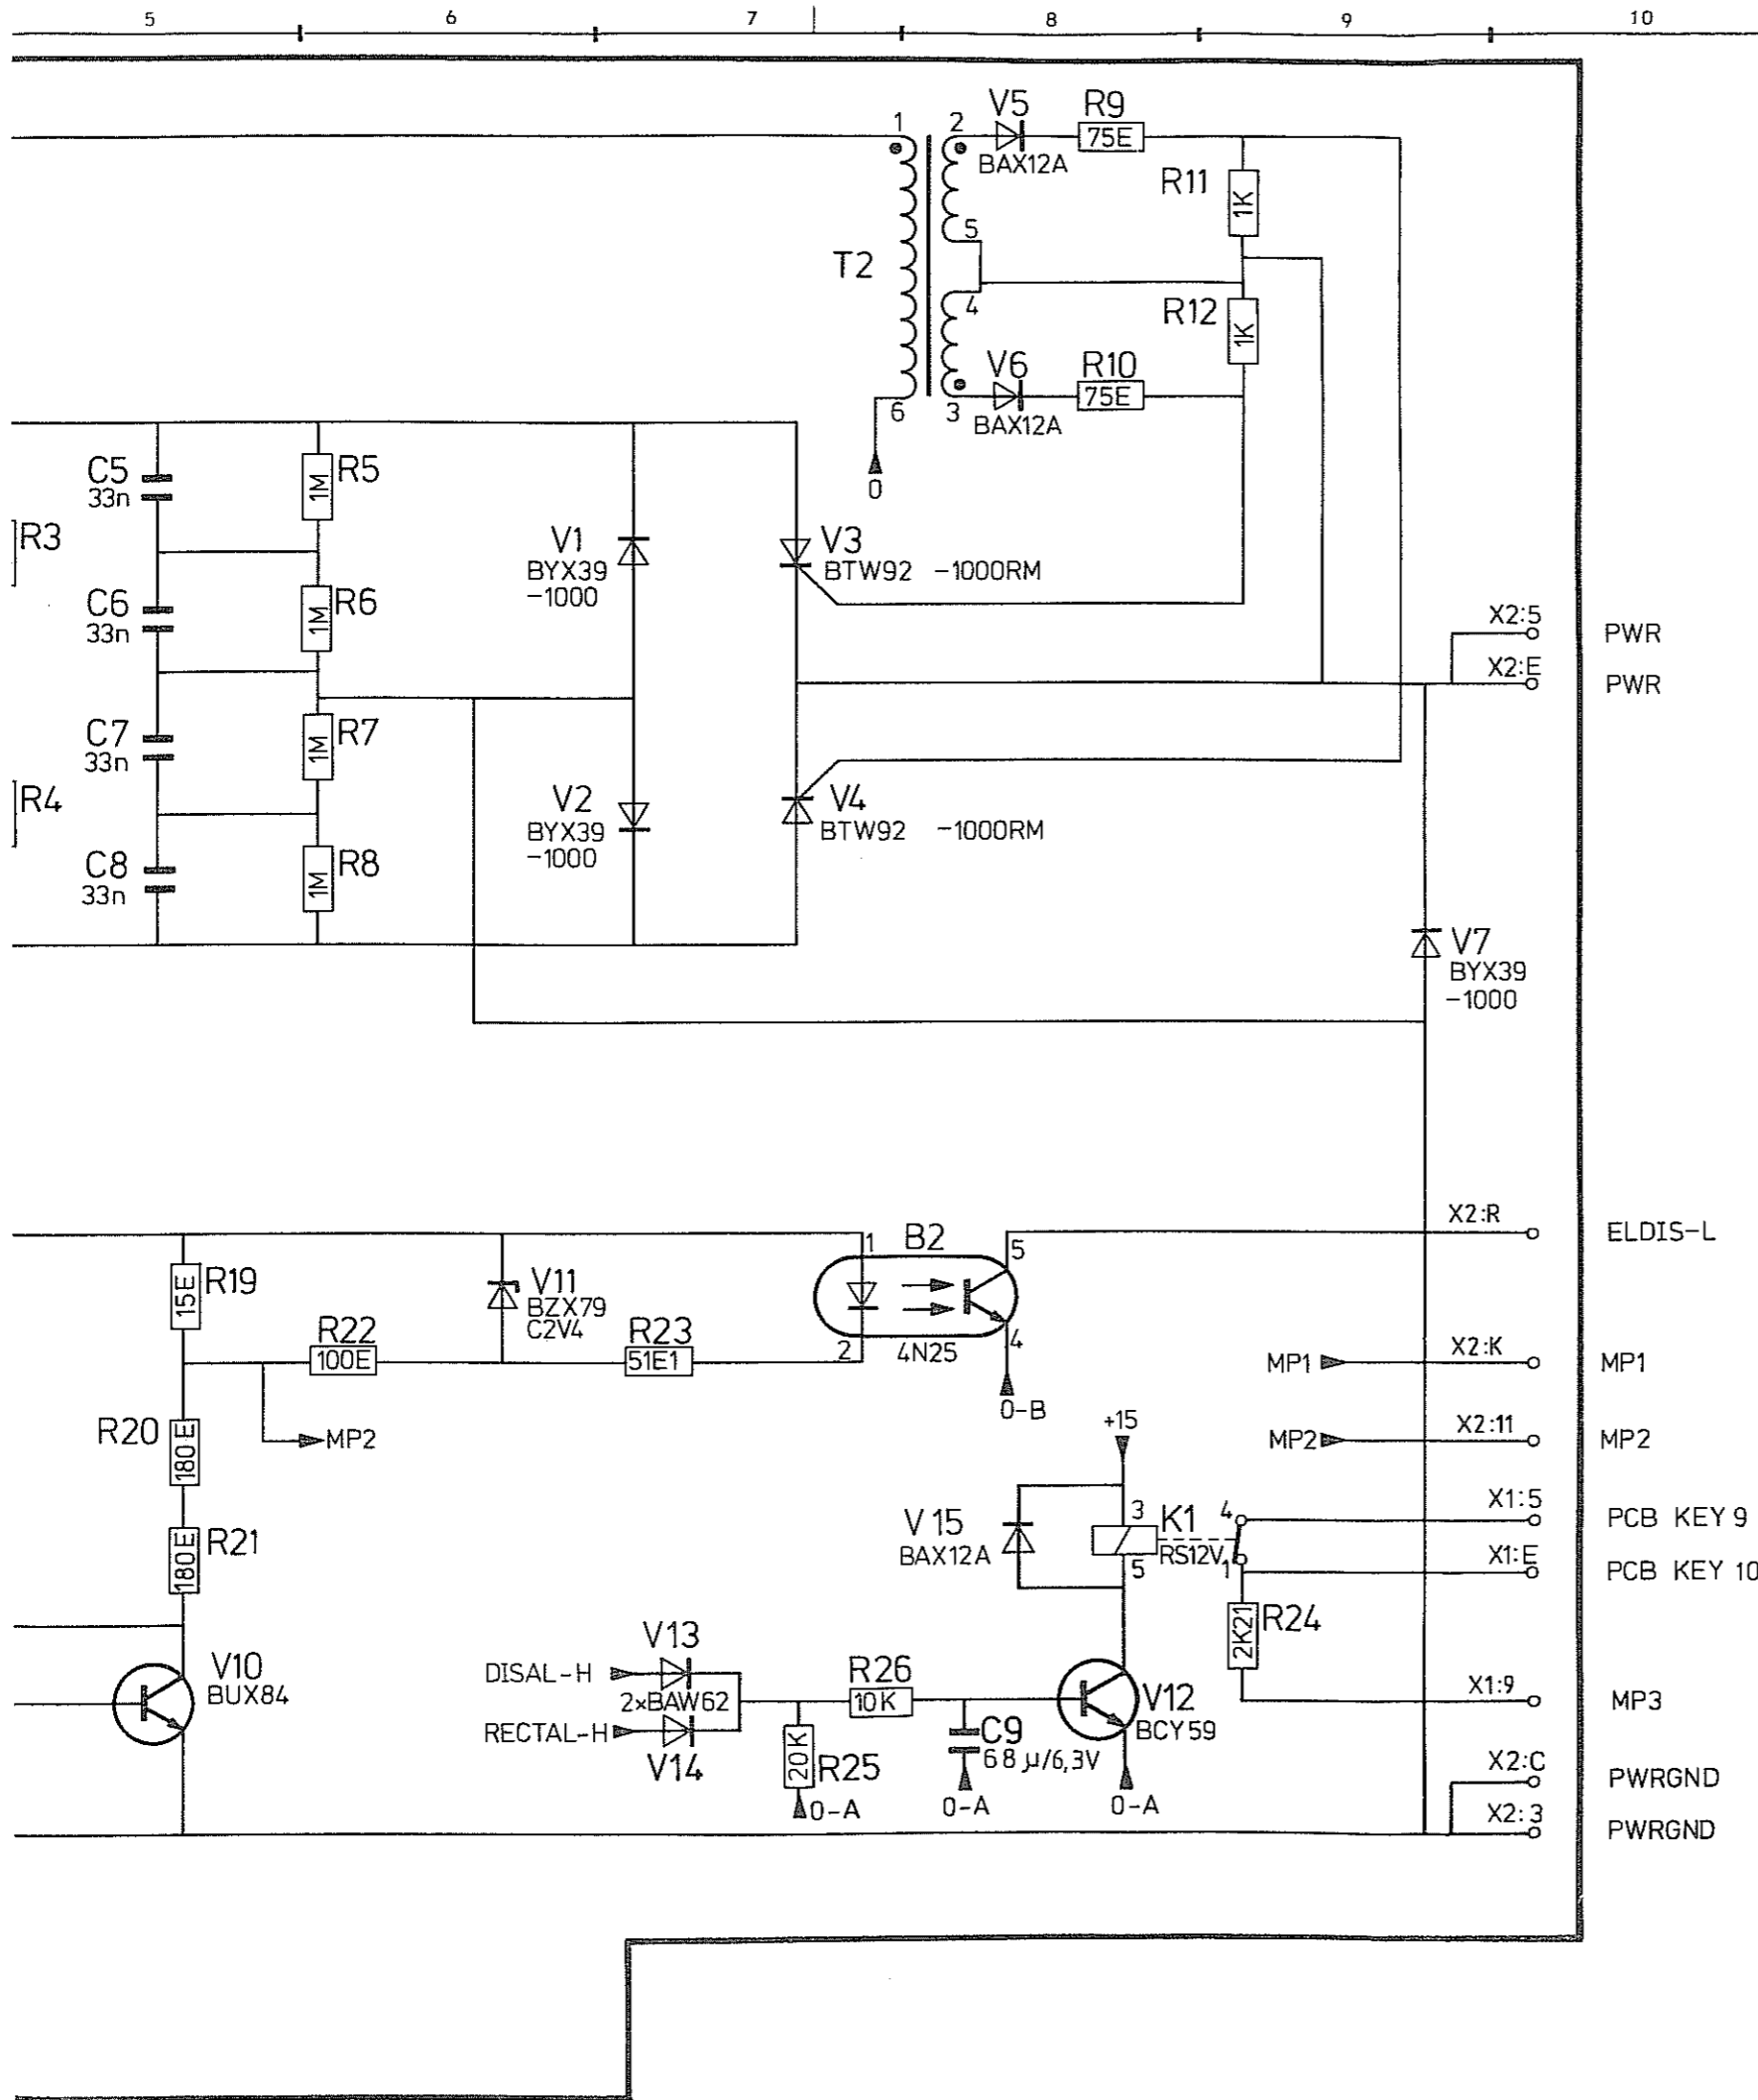 5 6 7 8 9 10
1 2 V5 R9
75E
BAX12A
R11
1K
5
T2
4
R12
1K
V6 R10
75E
6 3 BAX12A
0
C5
33n
R5
1M
R3
V1
BYX39
-1000
V3
BTW92 -1000RM
C6
33n
R6
1M
X2:5 PWR
X2:E PWR
C7
33n
R7
1M
R4
V2
BYX39
-1000
V4
BTW92 -1000RM
C8
33n
R8
1M
V7
BYX39
-1000
X2:R ELDIS-L
1 B2 5
R19
15E
V11
BZX79
C2V4
R22
100E
R23
51E1
2 4N25 4
0-B
MP1 X2:K MP1
R20
180E
MP2
+15
MP2 X2:11 MP2
R21
180E
V15
BAX12A
3 K1 4
RS12V
5 1
X1:5 PCB KEY 9
X1:E PCB KEY 10
R24
2K21
V10
BUX84
V13
DISAL-H
2xBAW62
RECTAL-H
V14
R26
10K
R25
20K
0-A
C9
68µ/6,3V
0-A
V12
BCY59
0-A
X1:9 MP3
X2:C PWRGND
X2:3 PWRGND